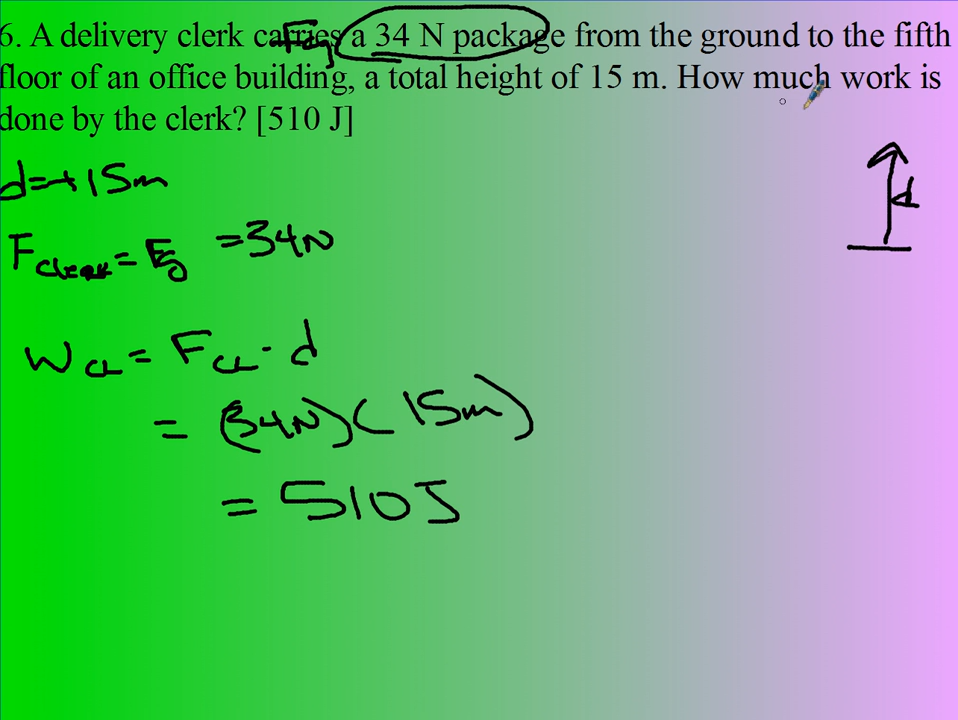 6. A delivery clerk carries a 34 N package from the ground to the fifth
floor of an office building, a total height of 15 m. How much work is
done by the clerk? [510 J]
Fg
d=+15m
d
Fclerk = Fg = 34N
WCL = FCL · d
= (34N)(15m)
= 510J